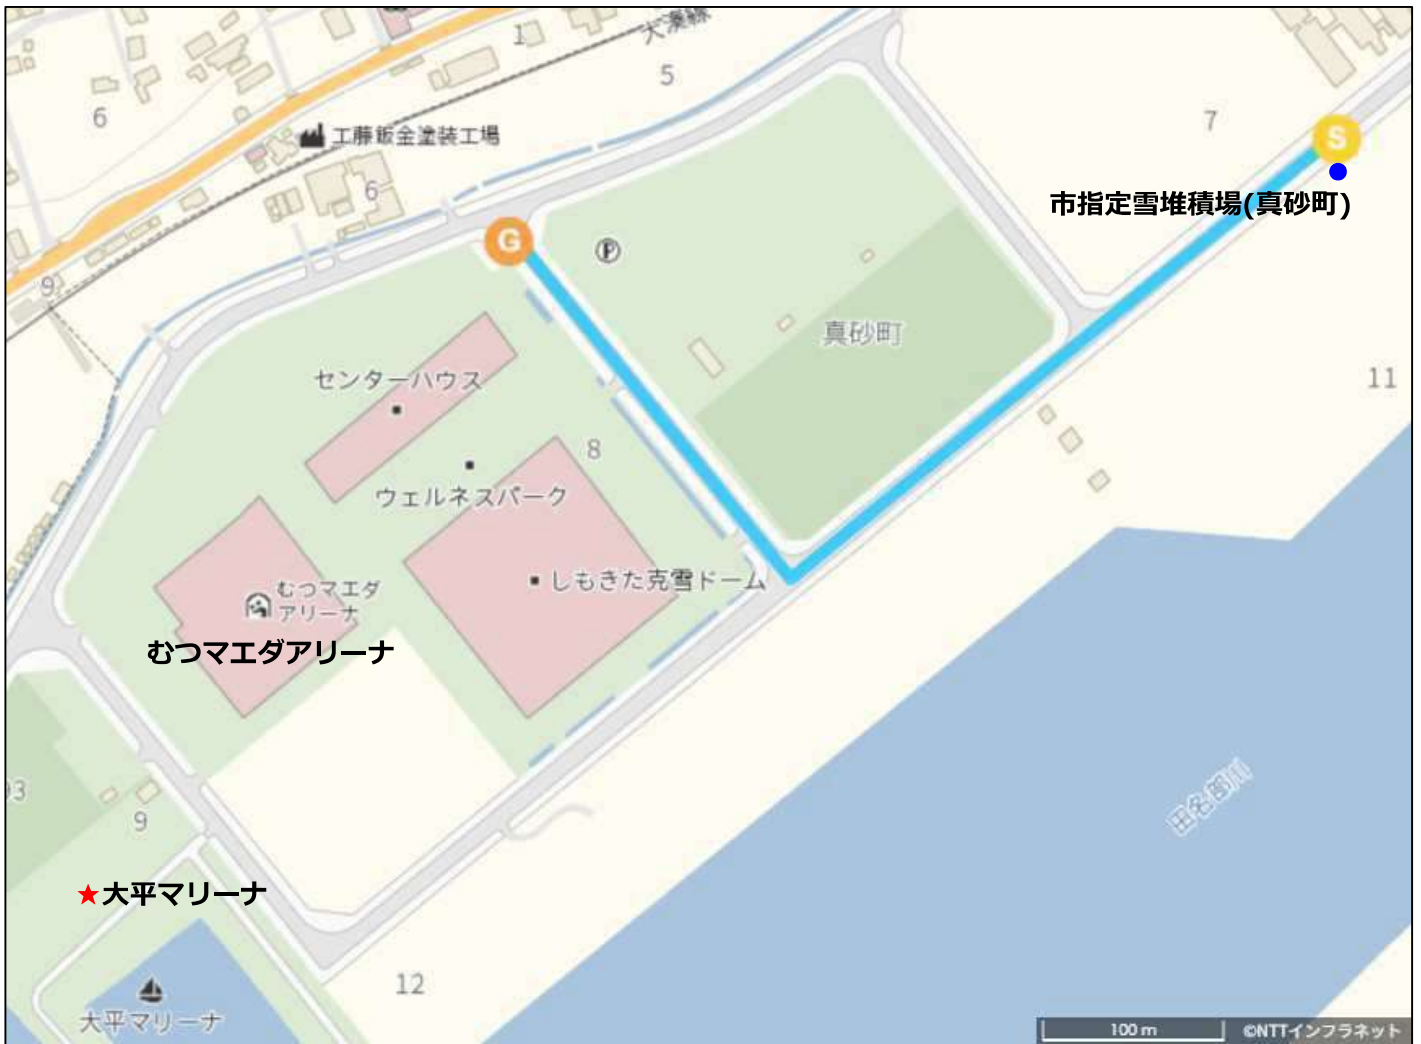 1
大湊線
5
6
7
工藤鈑金塗装工場
S
6
市指定雪堆積場(真砂町)
G
P
9
真砂町
センターハウス
11
8
ウェルネスパーク
しもきた克雪ドーム
むつマエダ
アリーナ
むつマエダアリーナ
93
田名部川
9
★大平マリーナ
12
大平マリーナ
100 m
©NTTインフラネット